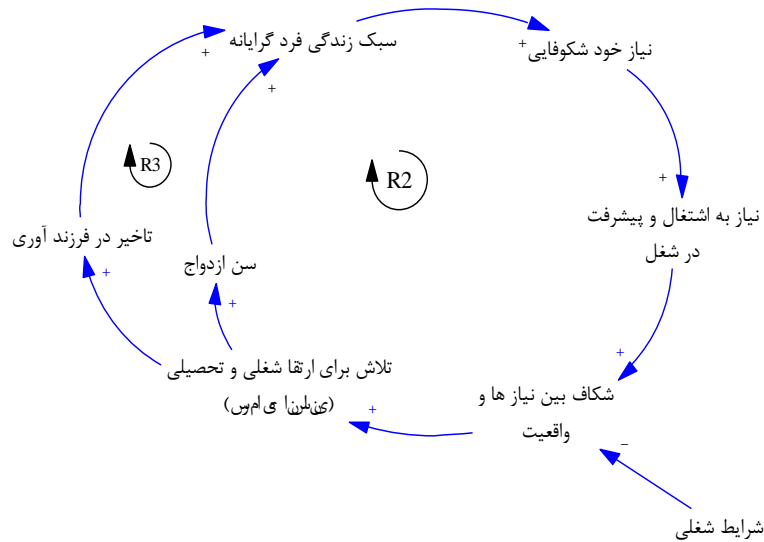 سبک زندگی فرد گرایانه
نیاز خود شکوفایی
نیاز به اشتغال و پیشرفت
در شغل
شکاف بین نیاز ها و
واقعیت
شرایط شغلی
تلاش برای ارتقا شغلی و تحصیلی
سن ازدواج
تاخیر در فرزند آوری
R2
R3
+
+
+
+
+
+
+
+
+
−